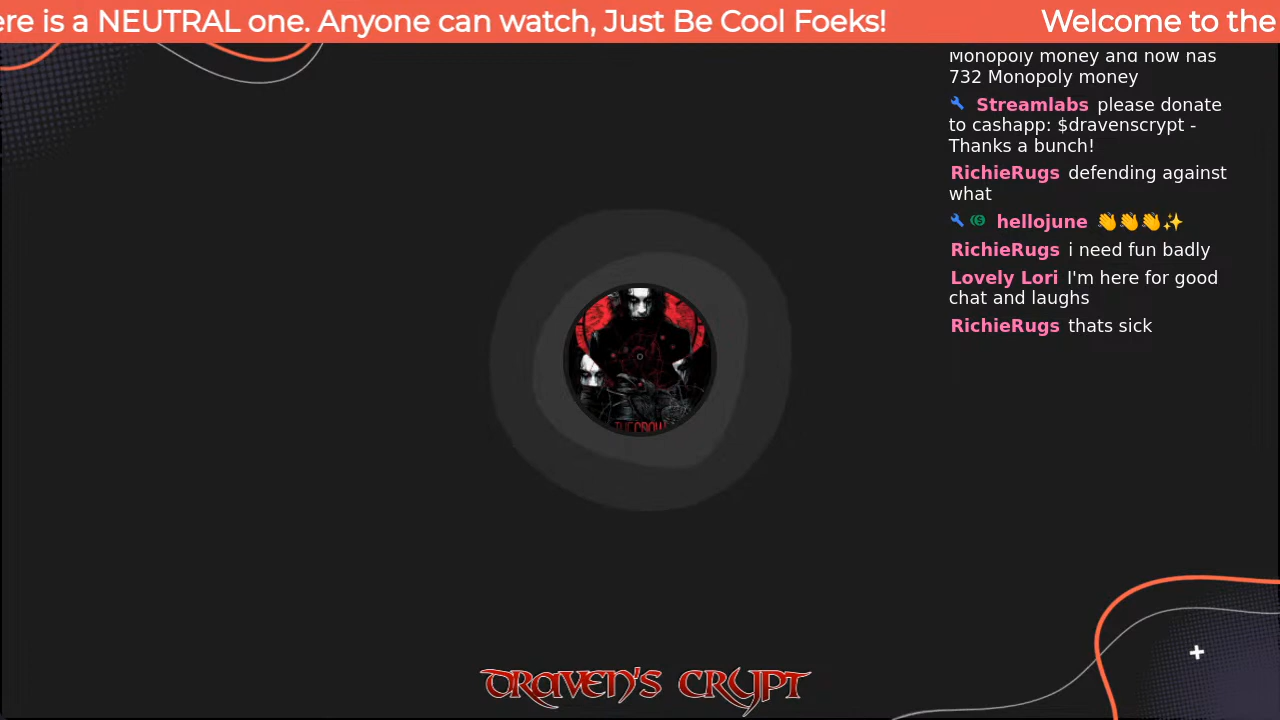 ere is a NEUTRAL one. Anyone can watch, Just Be Cool Foeks! Welcome to the
Monopoly money and now has
732 Monopoly money
Streamlabs please donate
to cashapp: $dravenscrypt -
Thanks a bunch!
RichieRugs defending against
what
hellojune 👋👋👋✨
RichieRugs i need fun badly
Lovely Lori I'm here for good
chat and laughs
RichieRugs thats sick
THE CROW
DRAVEN'S CRYPT